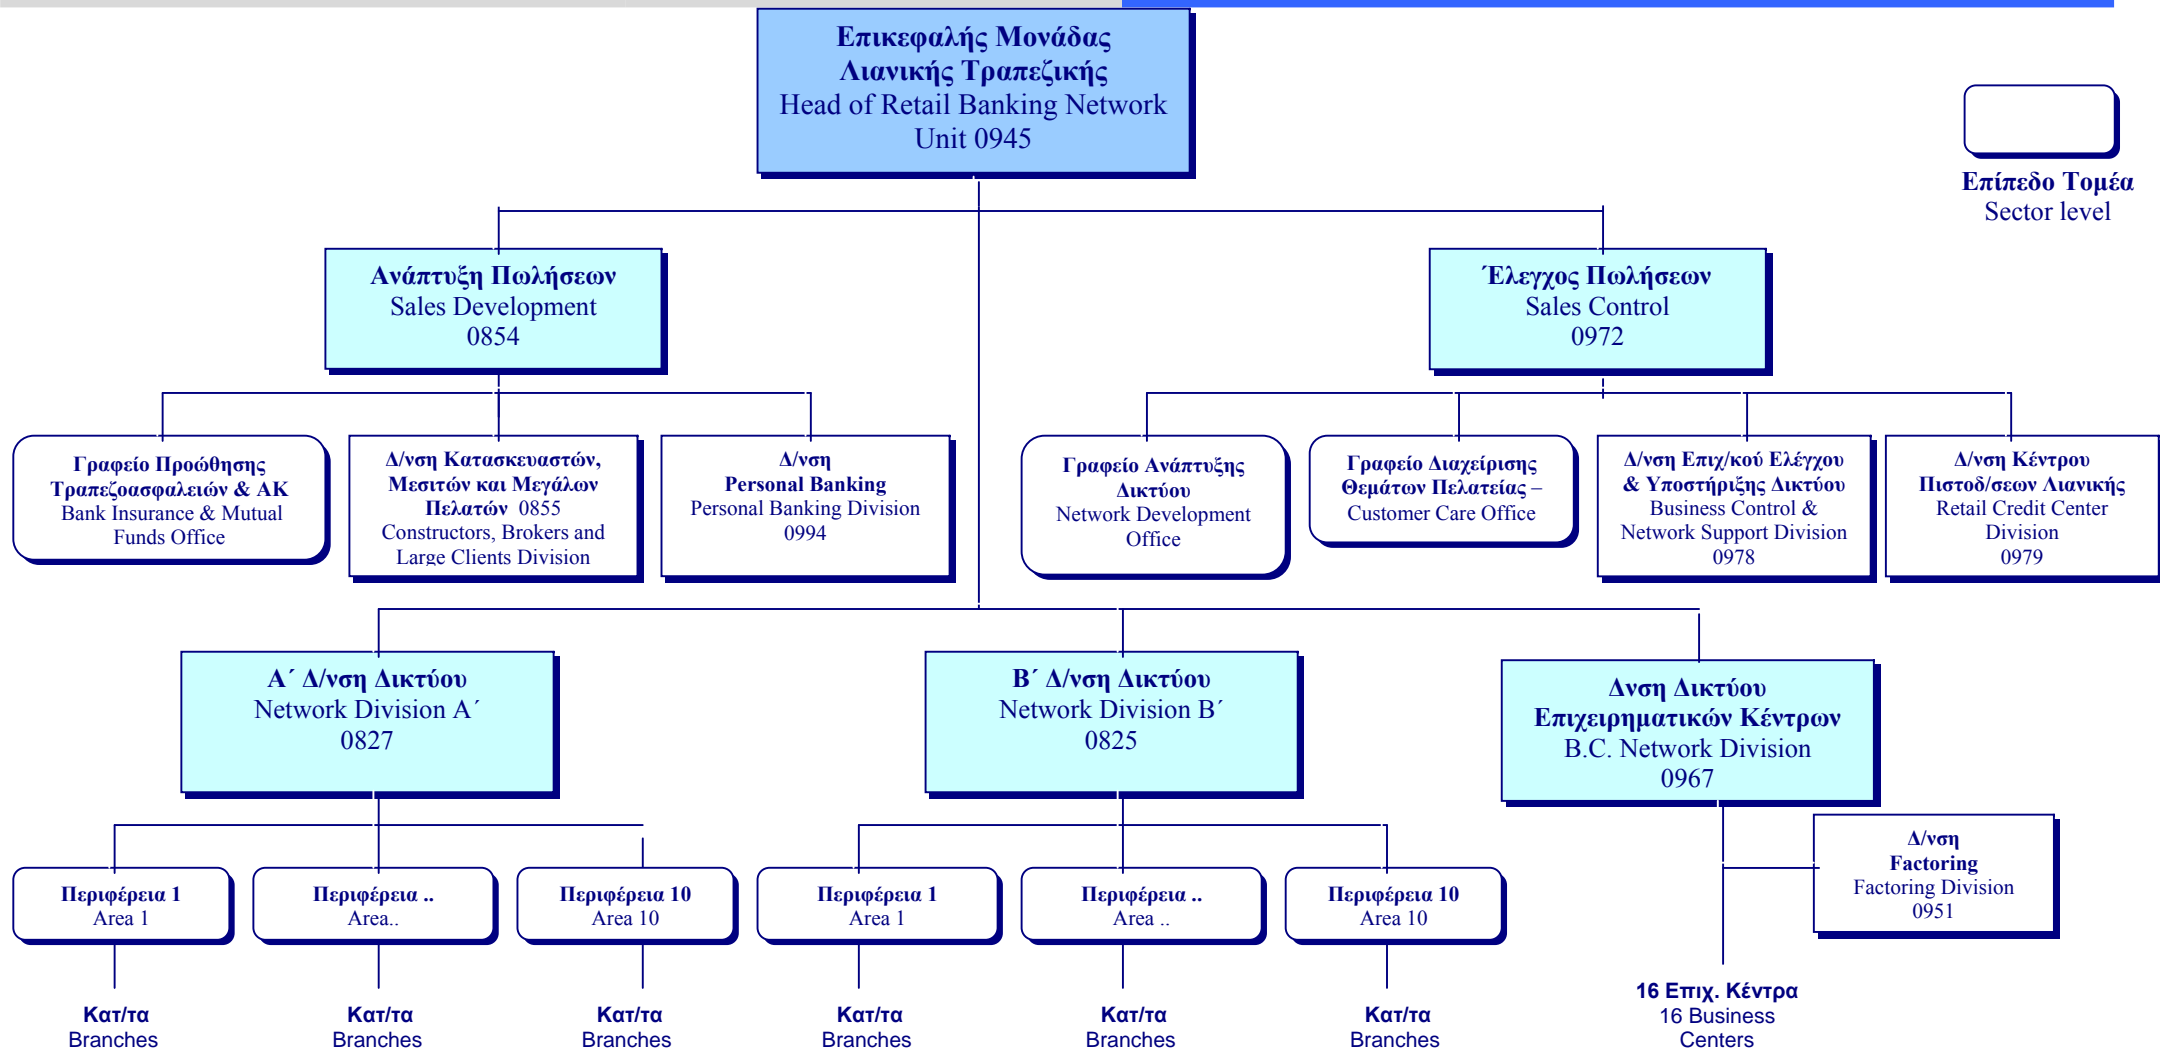 Επικεφαλής Μονάδας
Λιανικής Τραπεζικής
Head of Retail Banking Network
Unit 0945
Επίπεδο Τομέα
Sector level
Ανάπτυξη Πωλήσεων
Sales Development
0854
Έλεγχος Πωλήσεων
Sales Control
0972
Γραφείο Προώθησης
Τραπεζοασφαλειών & ΑΚ
Bank Insurance & Mutual
Funds Office
Δ/νση Κατασκευαστών,
Μεσιτών και Μεγάλων
Πελατών 0855
Constructors, Brokers and
Large Clients Division
Δ/νση
Personal Banking
Personal Banking Division
0994
Γραφείο Ανάπτυξης
Δικτύου
Network Development
Office
Γραφείο Διαχείρισης
Θεμάτων Πελατείας –
Customer Care Office
Δ/νση Επιχ/κού Ελέγχου
& Υποστήριξης Δικτύου
Business Control &
Network Support Division
0978
Δ/νση Κέντρου
Πιστοδ/σεων Λιανικής
Retail Credit Center
Division
0979
Α΄ Δ/νση Δικτύου
Network Division A΄
0827
Β΄ Δ/νση Δικτύου
Network Division B΄
0825
Δνση Δικτύου
Επιχειρηματικών Κέντρων
B.C. Network Division
0967
Δ/νση
Factoring
Factoring Division
0951
Περιφέρεια 1
Area 1
Περιφέρεια ..
Area..
Περιφέρεια 10
Area 10
Περιφέρεια 1
Area 1
Περιφέρεια ..
Area ..
Περιφέρεια 10
Area 10
Κατ/τα
Branches
Κατ/τα
Branches
Κατ/τα
Branches
Κατ/τα
Branches
Κατ/τα
Branches
Κατ/τα
Branches
16 Επιχ. Κέντρα
16 Business
Centers